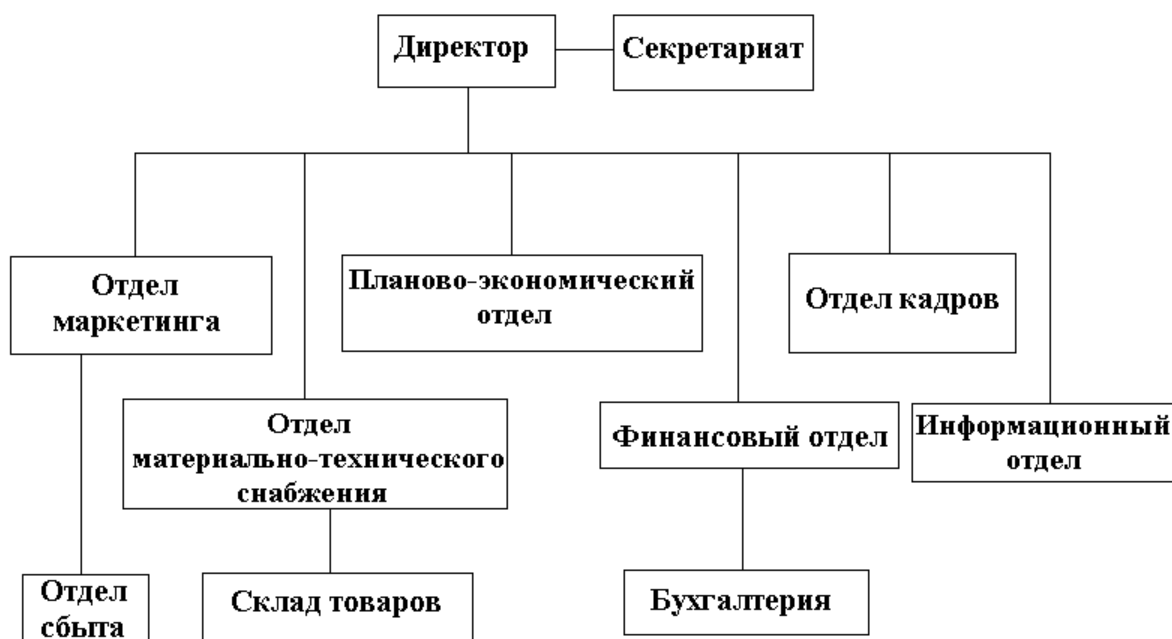 Директор
Секретариат
Отдел
маркетинга
Планово-экономический
отдел
Отдел кадров
Отдел
материально-технического
снабжения
Финансовый отдел
Информационный
отдел
Отдел
сбыта
Склад товаров
Бухгалтерия